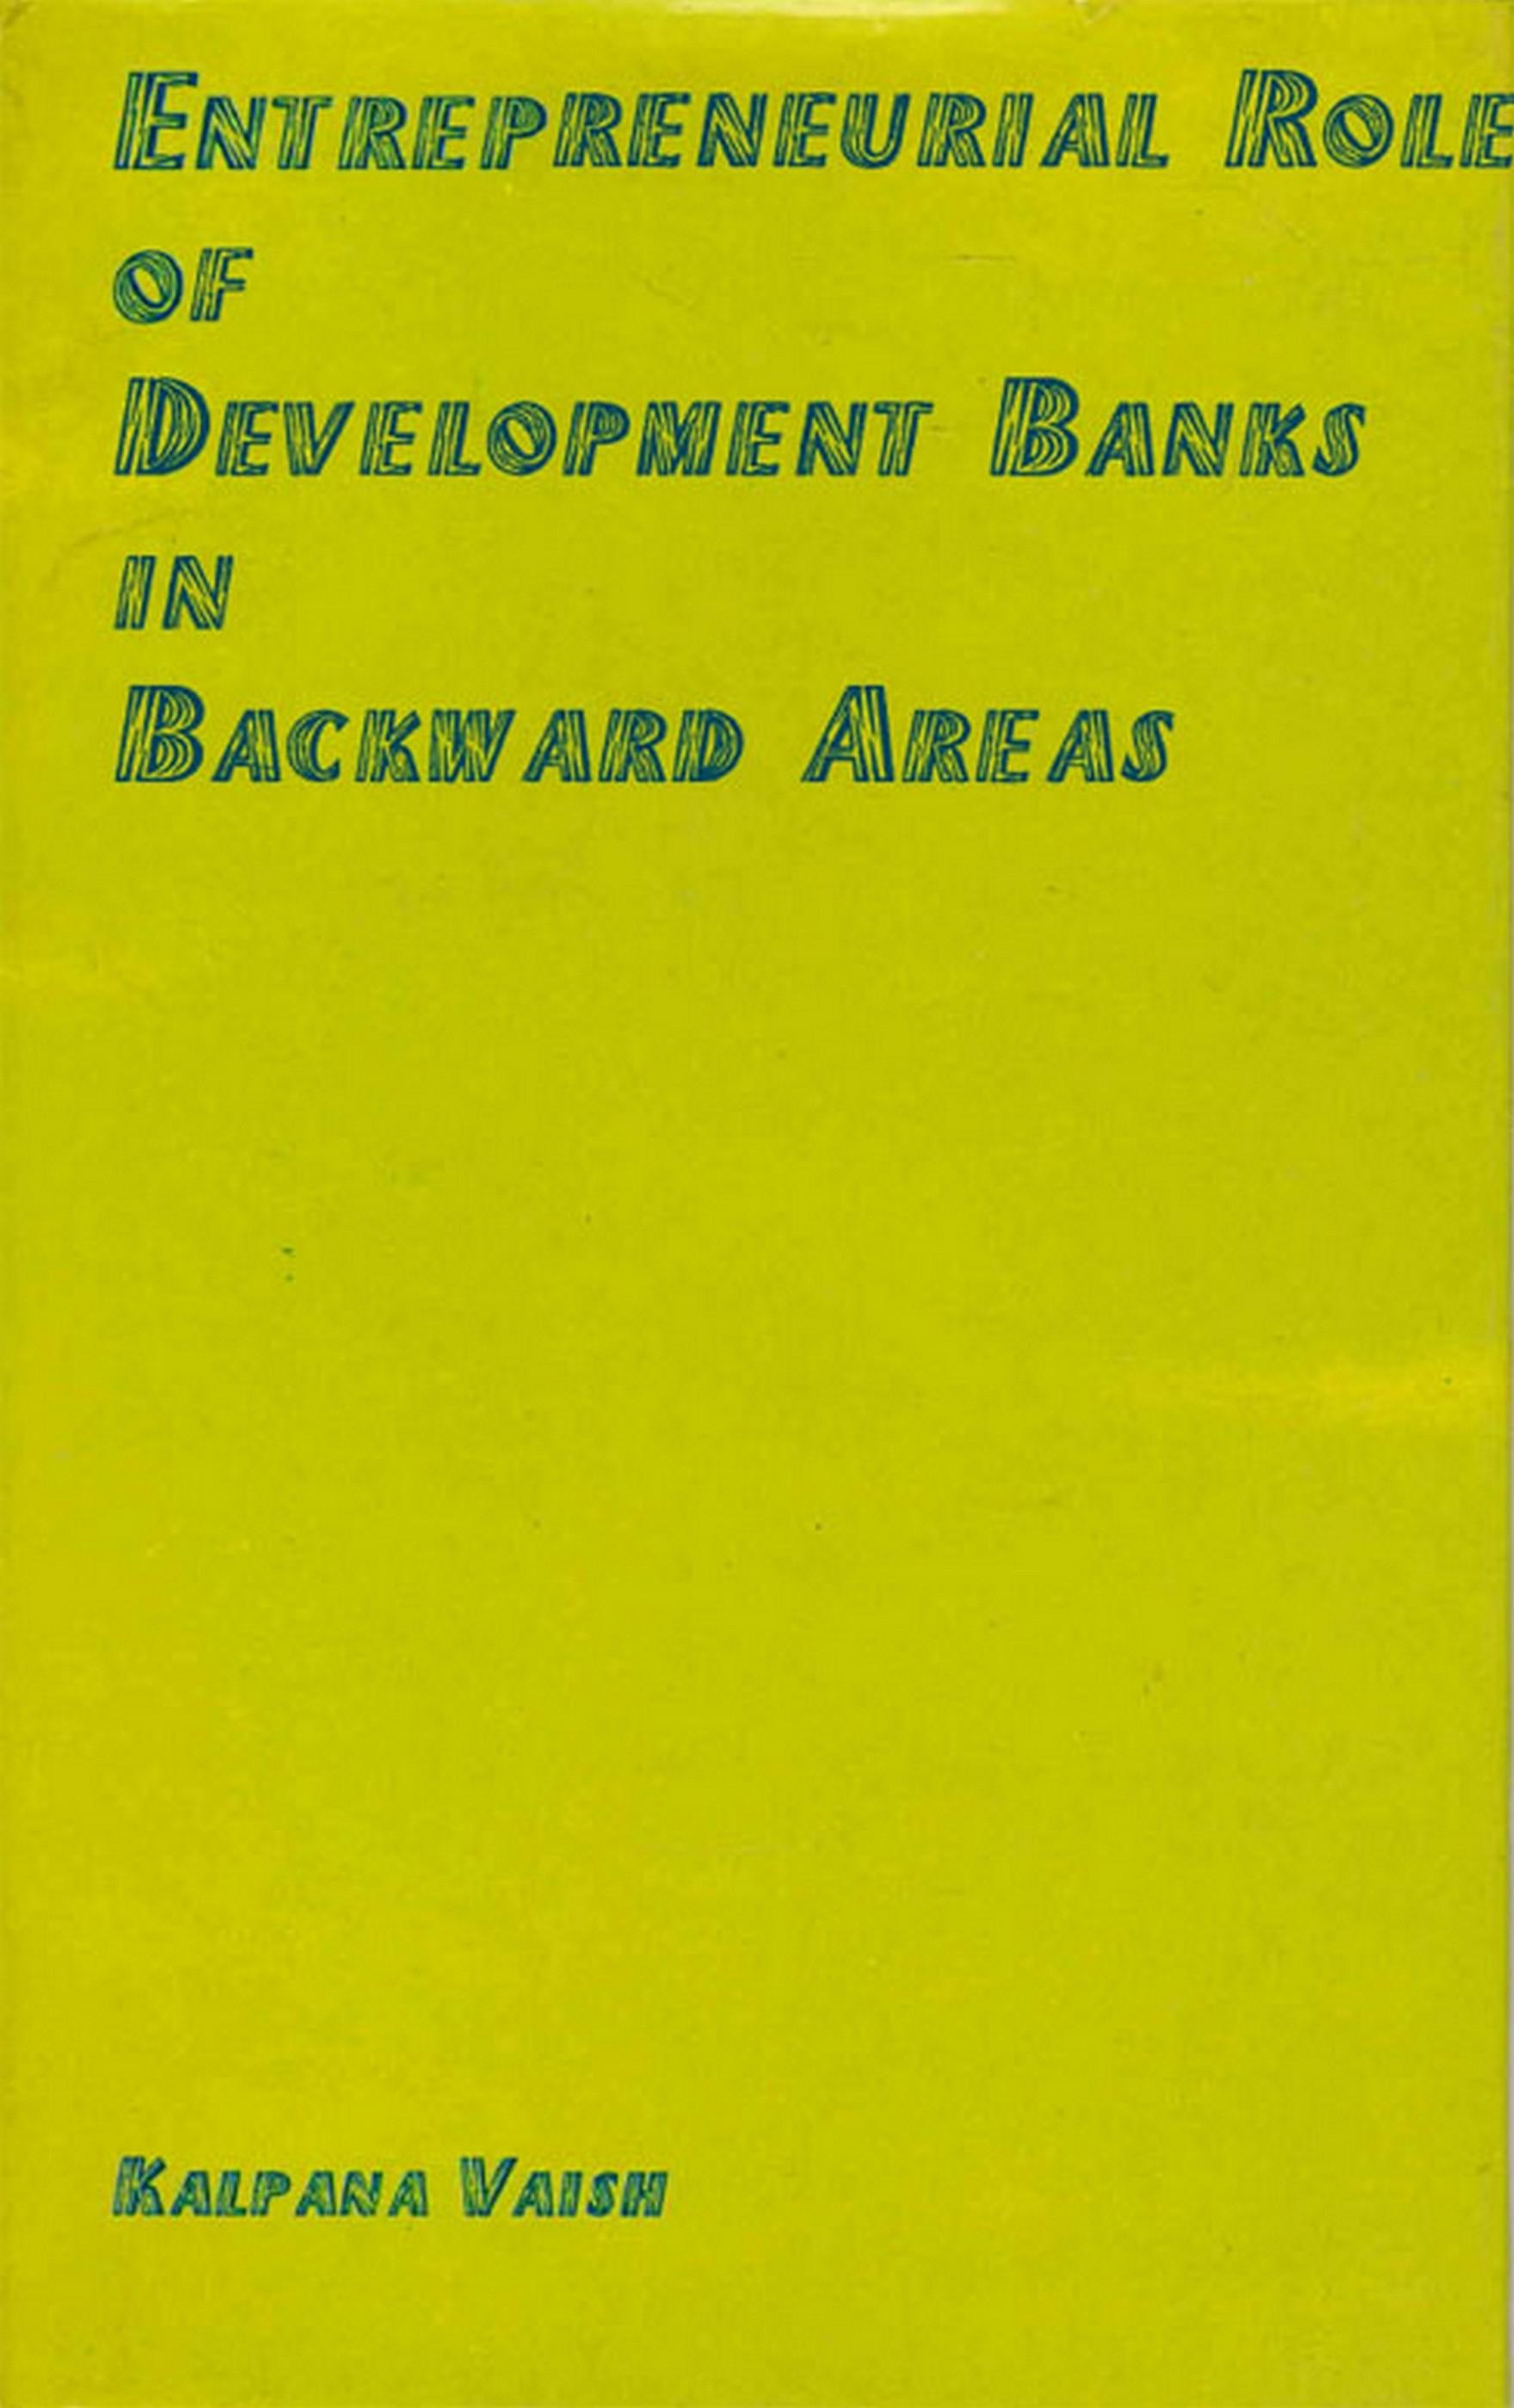 Entrepreneurial Role
of
Development Banks
in
Backward Areas
Kalpana Vaish